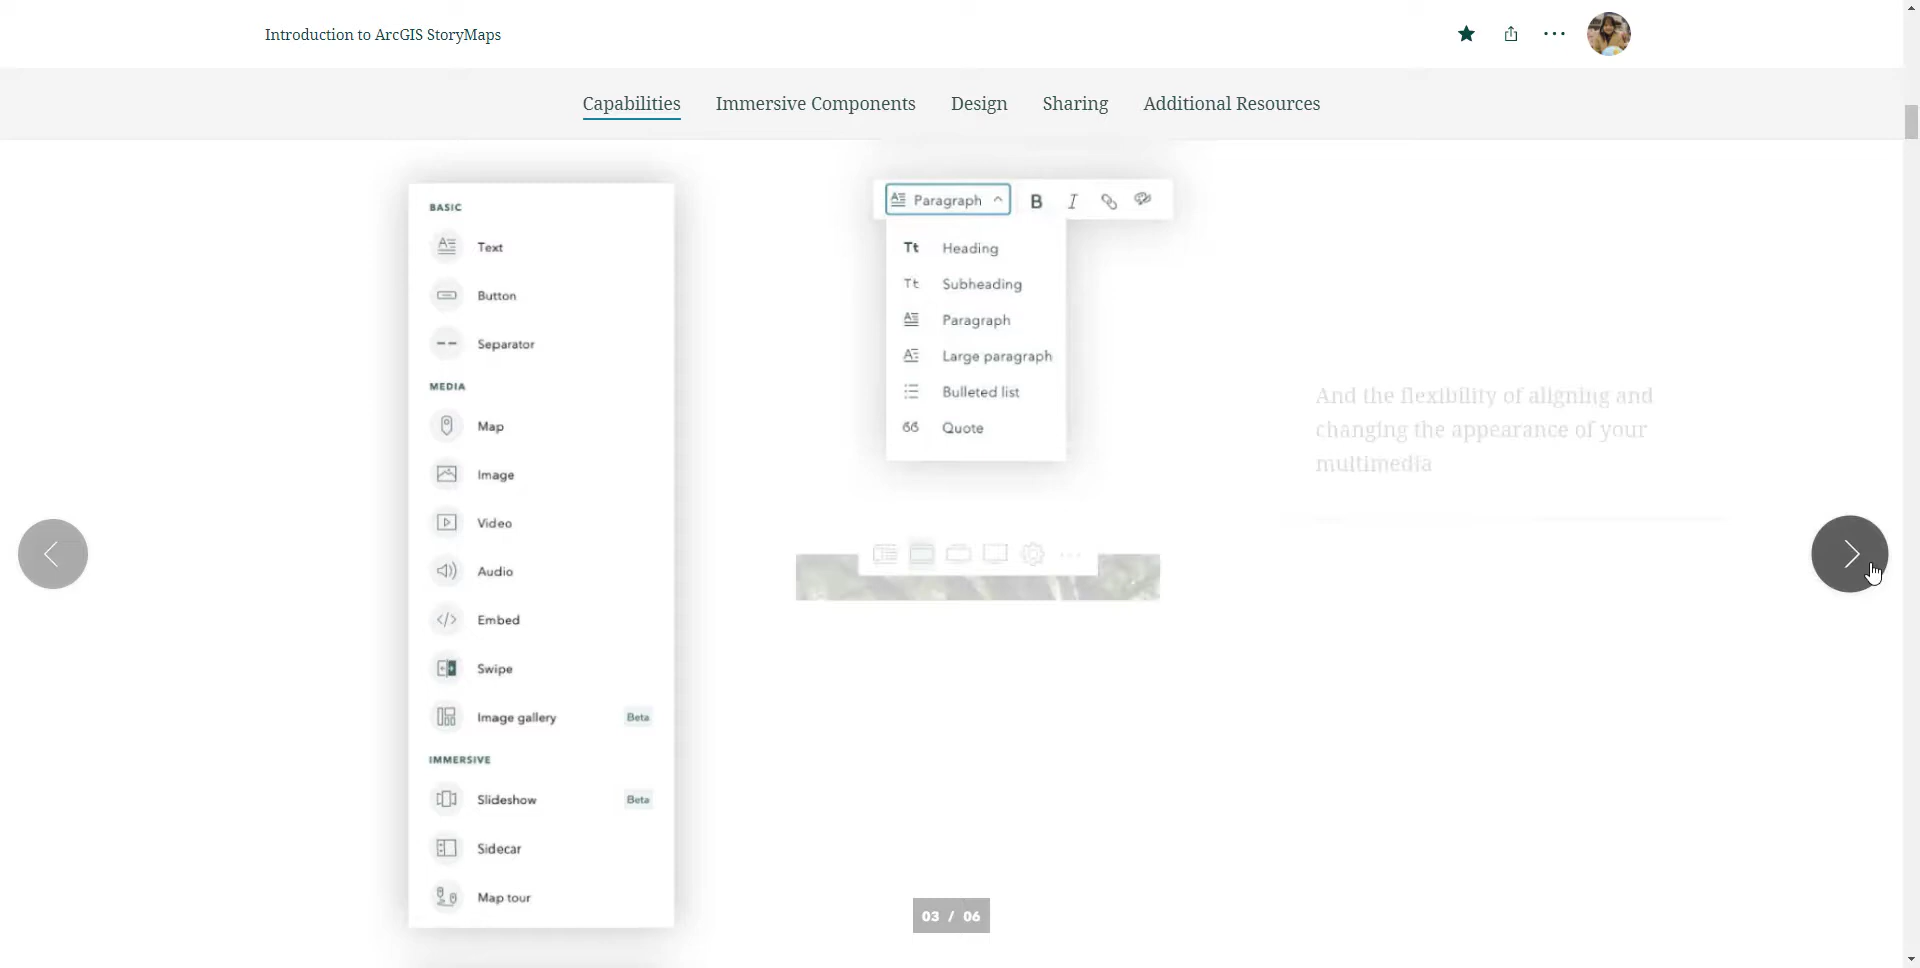 Introduction to ArcGIS StoryMaps
Capabilities
Immersive Components
Design
Sharing
Additional Resources
BASIC
Text
Button
Separator
MEDIA
Map
Image
Video
Audio
Embed
Swipe
Image gallery Beta
IMMERSIVE
Slideshow Beta
Sidecar
Map tour
Paragraph B I
Tt Heading
Tt Subheading
Paragraph
Large paragraph
Bulleted list
Quote
And the flexibility of aligning and
changing the appearance of your
multimedia
03 / 06